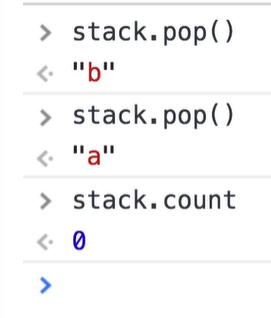 > stack.pop()
<· "b"
> stack.pop()
<· "a"
> stack.count
<· 0
>